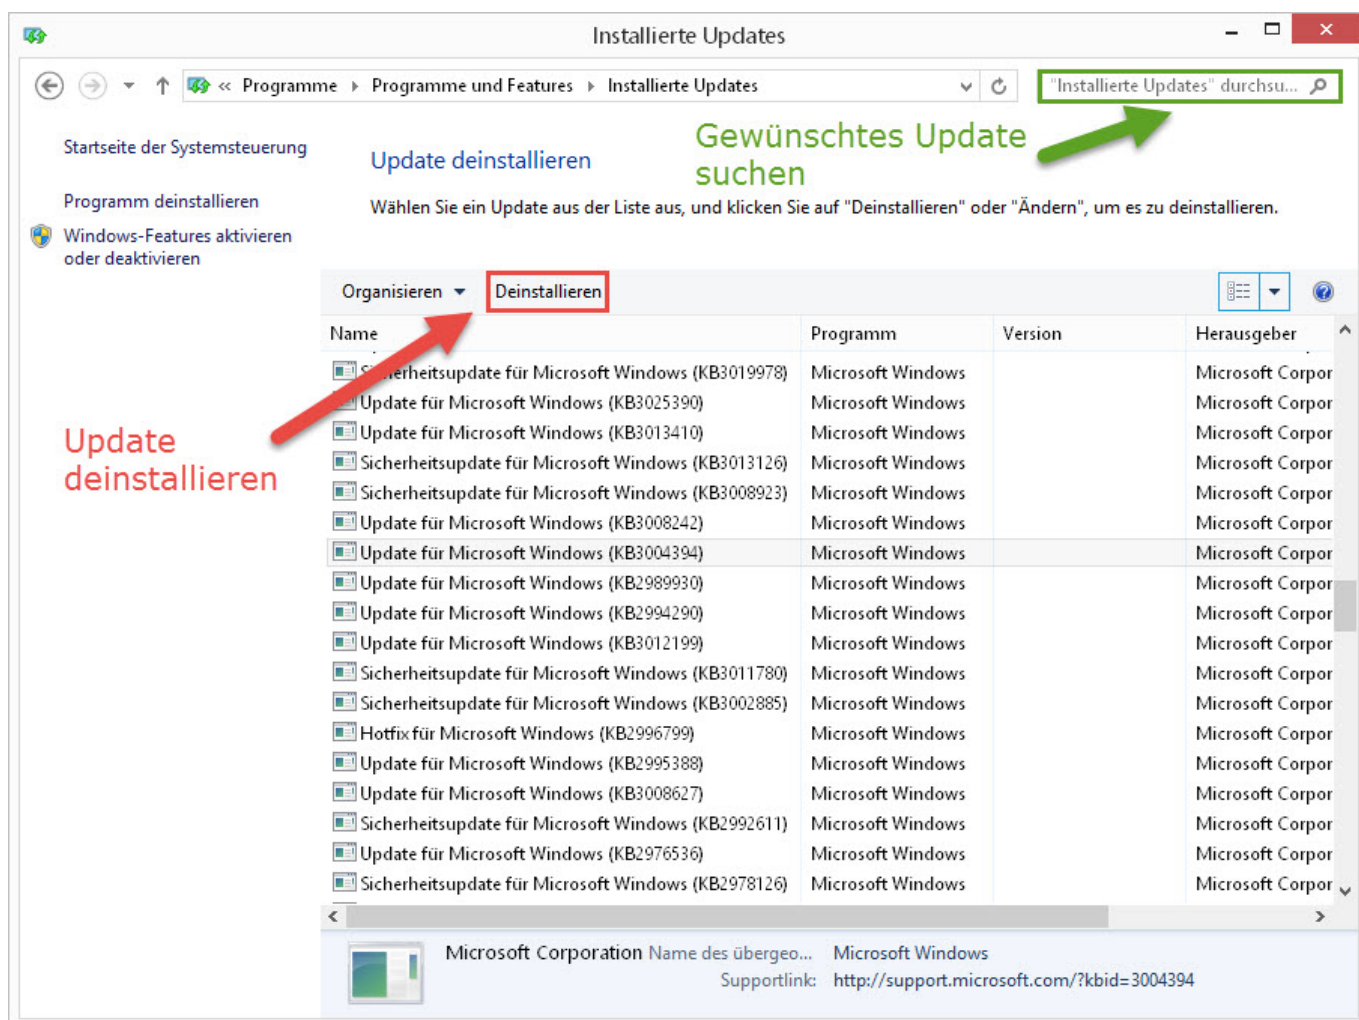 Installierte Updates
« Programme Programme und Features Installierte Updates
"Installierte Updates" durchsu...
Gewünschtes Update
suchen
Startseite der Systemsteuerung
Programm deinstallieren
Windows-Features aktivieren
oder deaktivieren
Update deinstallieren
Wählen Sie ein Update aus der Liste aus, und klicken Sie auf "Deinstallieren" oder "Ändern", um es zu deinstallieren.
Organisieren Deinstallieren
Update
deinstallieren
Name Programm Version Herausgeber
Sicherheitsupdate für Microsoft Windows (KB3019978) Microsoft Windows Microsoft Corpor
Update für Microsoft Windows (KB3025390) Microsoft Windows Microsoft Corpor
Update für Microsoft Windows (KB3013410) Microsoft Windows Microsoft Corpor
Sicherheitsupdate für Microsoft Windows (KB3013126) Microsoft Windows Microsoft Corpor
Sicherheitsupdate für Microsoft Windows (KB3008923) Microsoft Windows Microsoft Corpor
Update für Microsoft Windows (KB3008242) Microsoft Windows Microsoft Corpor
Update für Microsoft Windows (KB3004394) Microsoft Windows Microsoft Corpor
Update für Microsoft Windows (KB2989930) Microsoft Windows Microsoft Corpor
Update für Microsoft Windows (KB2994290) Microsoft Windows Microsoft Corpor
Update für Microsoft Windows (KB3012199) Microsoft Windows Microsoft Corpor
Sicherheitsupdate für Microsoft Windows (KB3011780) Microsoft Windows Microsoft Corpor
Sicherheitsupdate für Microsoft Windows (KB3002885) Microsoft Windows Microsoft Corpor
Hotfix für Microsoft Windows (KB2996799) Microsoft Windows Microsoft Corpor
Update für Microsoft Windows (KB2995388) Microsoft Windows Microsoft Corpor
Update für Microsoft Windows (KB3008627) Microsoft Windows Microsoft Corpor
Sicherheitsupdate für Microsoft Windows (KB2992611) Microsoft Windows Microsoft Corpor
Update für Microsoft Windows (KB2976536) Microsoft Windows Microsoft Corpor
Sicherheitsupdate für Microsoft Windows (KB2978126) Microsoft Windows Microsoft Corpor
Microsoft Corporation Name des übergeo... Microsoft Windows
Supportlink: http://support.microsoft.com/?kbid=3004394